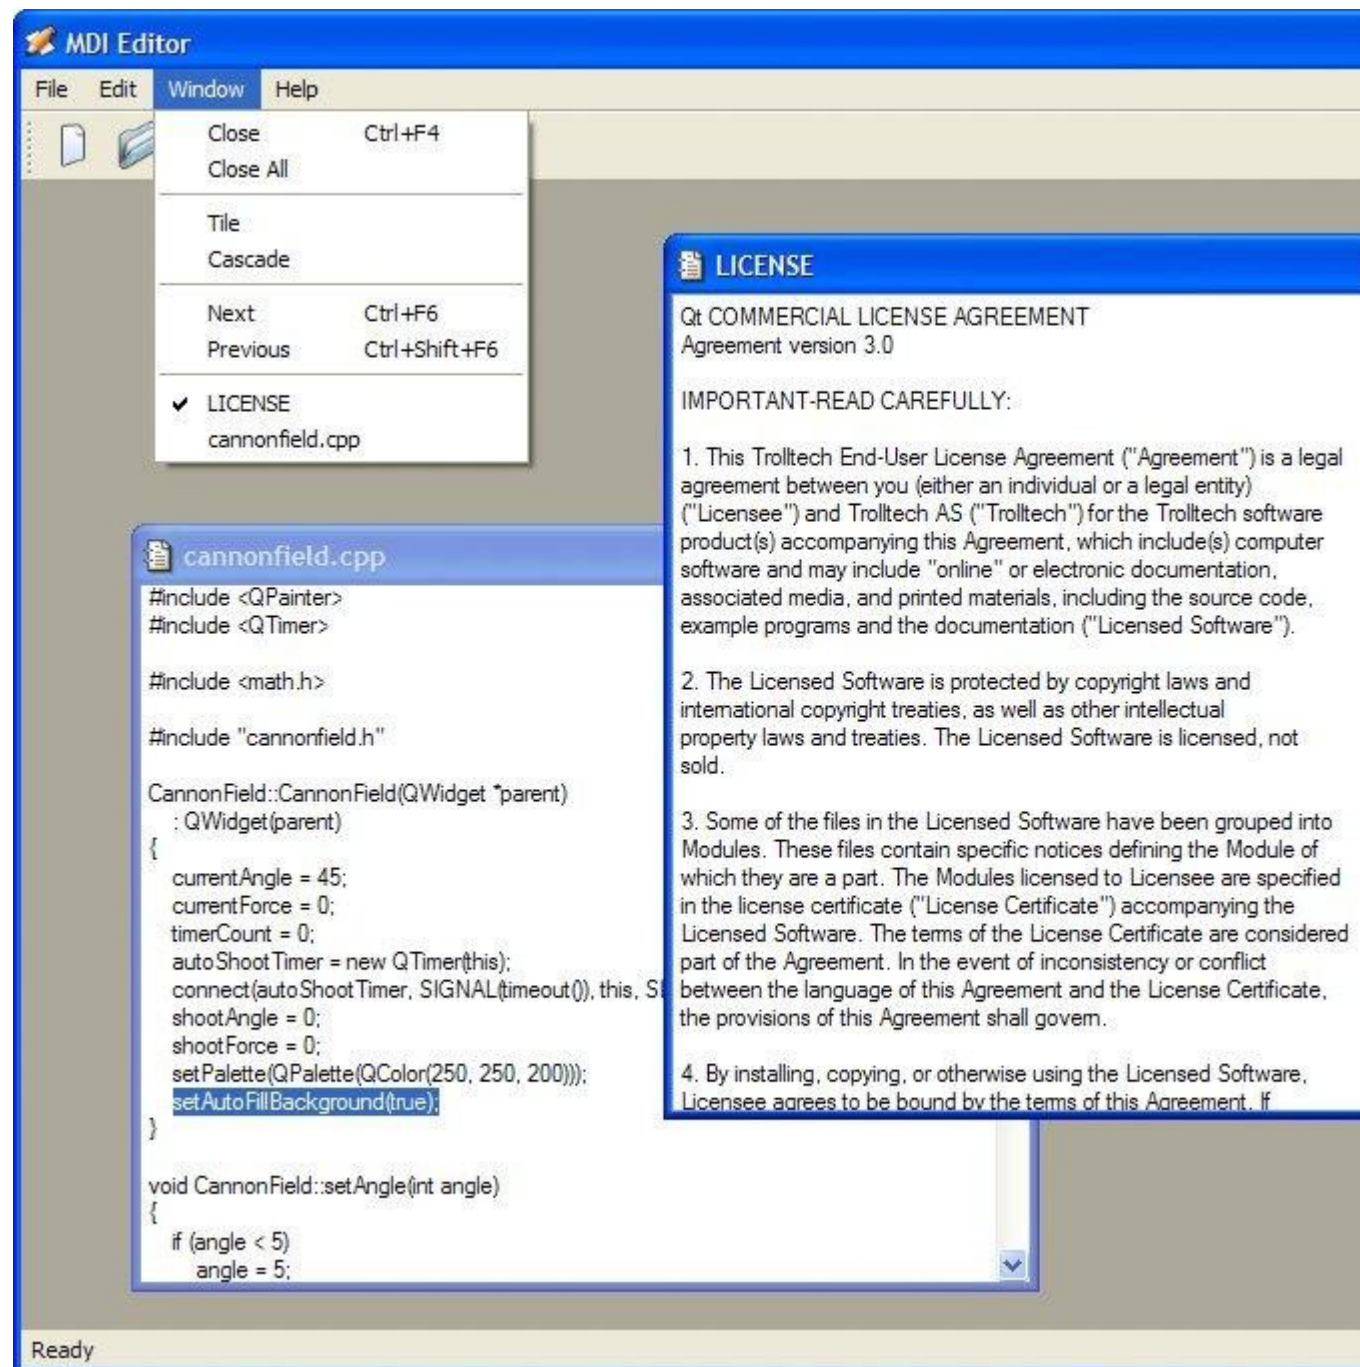 MDI Editor
File Edit Window Help
Close Ctrl+F4
Close All
Tile
Cascade
Next Ctrl+F6
Previous Ctrl+Shift+F6
LICENSE
cannonfield.cpp
LICENSE
Qt COMMERCIAL LICENSE AGREEMENT
Agreement version 3.0
IMPORTANT-READ CAREFULLY:
1. This Trolltech End-User License Agreement ("Agreement") is a legal
agreement between you (either an individual or a legal entity)
("Licensee") and Trolltech AS ("Trolltech") for the Trolltech software
product(s) accompanying this Agreement, which include(s) computer
software and may include "online" or electronic documentation,
associated media, and printed materials, including the source code,
example programs and the documentation ("Licensed Software").
2. The Licensed Software is protected by copyright laws and
international copyright treaties, as well as other intellectual
property laws and treaties. The Licensed Software is licensed, not
sold.
3. Some of the files in the Licensed Software have been grouped into
Modules. These files contain specific notices defining the Module of
which they are a part. The Modules licensed to Licensee are specified
in the license certificate ("License Certificate") accompanying the
Licensed Software. The terms of the License Certificate are considered
part of the Agreement. In the event of inconsistency or conflict
between the language of this Agreement and the License Certificate,
the provisions of this Agreement shall govern.
4. By installing, copying, or otherwise using the Licensed Software,
Licensee agrees to be bound by the terms of this Agreement. If
cannonfield.cpp
#include <QPainter>
#include <QTimer>
#include <math.h>
#include "cannonfield.h"
CannonField::CannonField(QWidget *parent)
: QWidget(parent)
{
currentAngle = 45;
currentForce = 0;
timerCount = 0;
autoShootTimer = new QTimer(this);
connect(autoShootTimer, SIGNAL(timeout()), this,
shootAngle = 0;
shootForce = 0;
setPalette(QPalette(QColor(250, 250, 200)));
setAutoFillBackground(true);
}
void CannonField::setAngle(int angle)
{
if (angle < 5)
angle = 5;
Ready